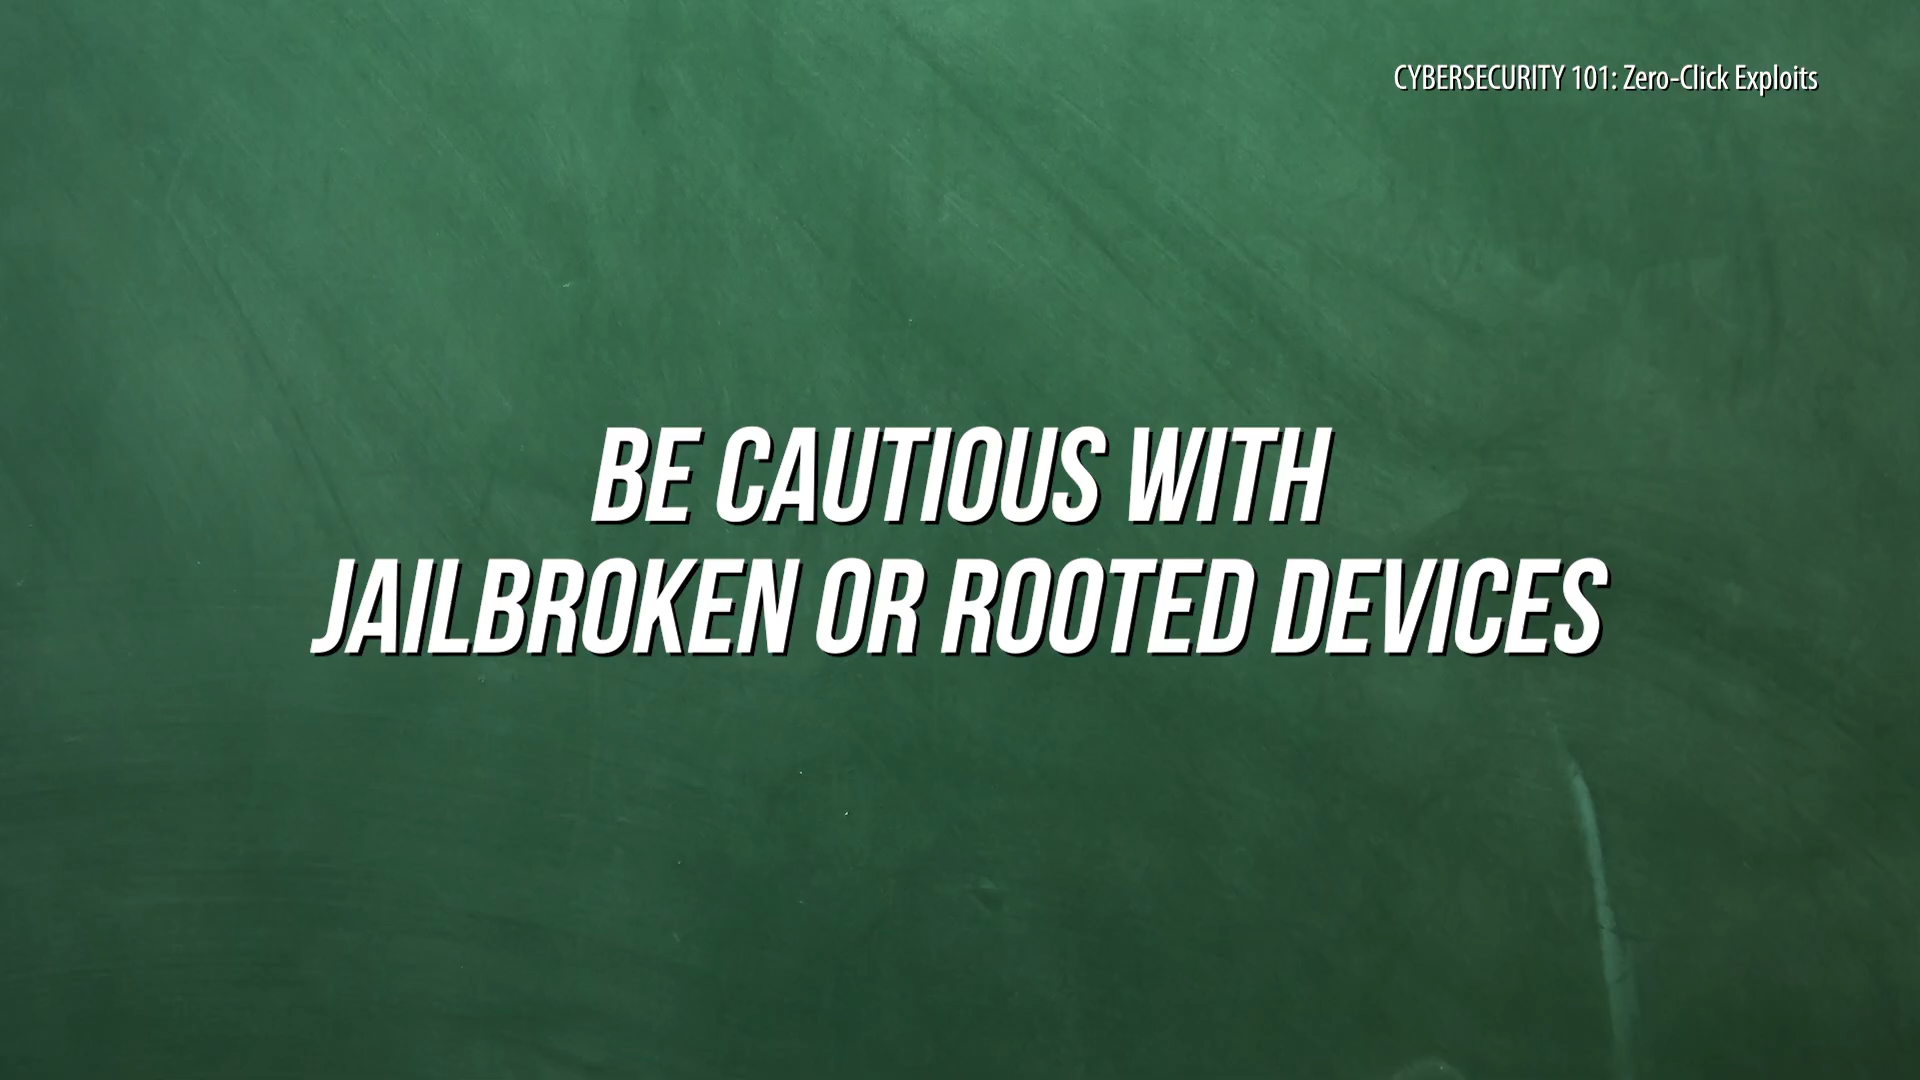 CYBERSECURITY 101: Zero-Click Exploits
BE CAUTIOUS WITH
JAILBROKEN OR ROOTED DEVICES